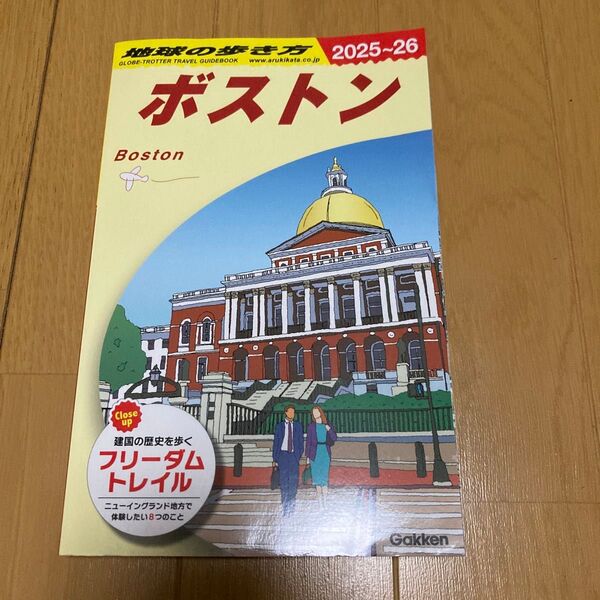 地球の歩き方
GLOBE-TROTTER TRAVEL GUIDEBOOK www.arukikata.co.jp
2025~26
ボストン
Boston
Close up
建国の歴史を歩く
フリーダム
トレイル
ニューイングランド地方で
体験したい8つのこと
Gakken